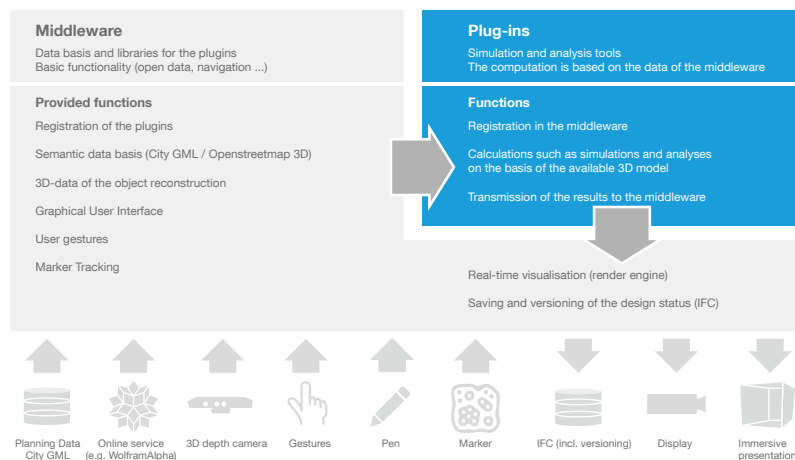 Middleware
Data basis and libraries for the plugins
Basic functionality (open data, navigation ...)
Plug-ins
Simulation and analysis tools
The computation is based on the data of the middleware
Provided functions
Registration of the plugins
Semantic data basis (City GML / Openstreetmap 3D)
3D-data of the object reconstruction
Graphical User Interface
User gestures
Marker Tracking
Functions
Registration in the middleware
Calculations such as simulations and analyses
on the basis of the available 3D model
Transmission of the results to the middleware
Real-time visualisation (render engine)
Saving and versioning of the design status (IFC)
Planning Data
City GML
Online service
(e.g. WolframAlpha)
3D depth camera
Gestures
Pen
Marker
IFC (incl. versioning)
Display
Immersive
presentation